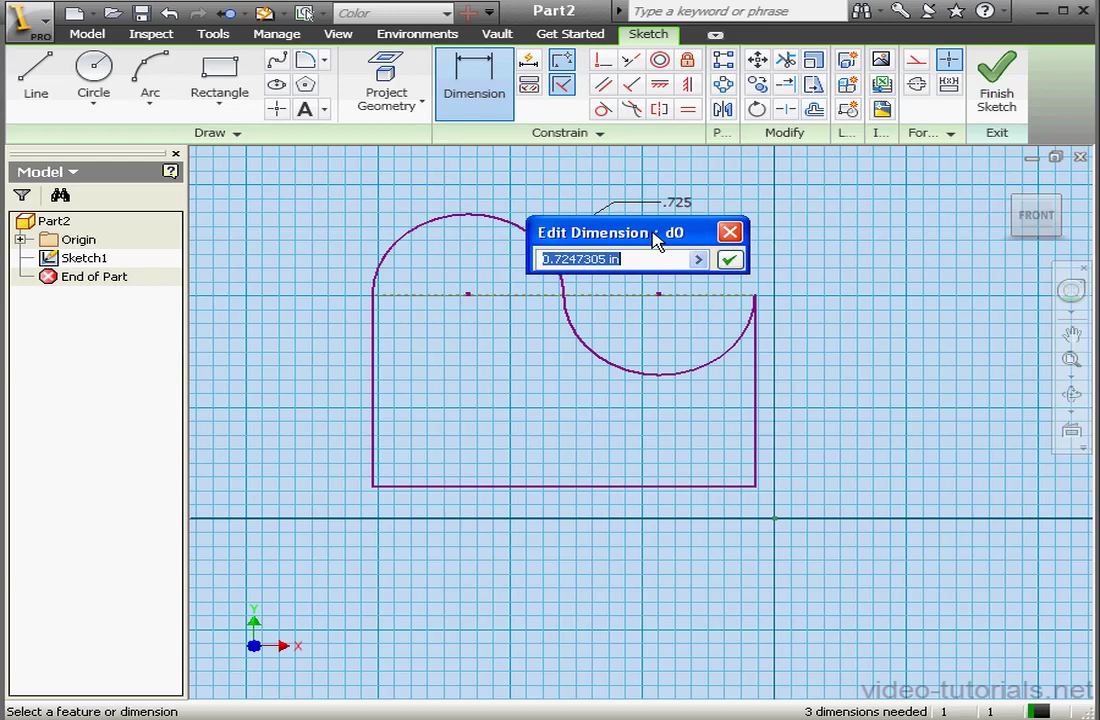 Color
Part2
Type a keyword or phrase
PRO
Model
Inspect
Tools
Manage
View
Environments
Vault
Get Started
Sketch
Line
Circle
Arc
Rectangle
A
Project Geometry
Dimension
Finish Sketch
Draw
Constrain
P...
Modify
L...
I...
For...
Exit
Model
Part2
Origin
Sketch1
End of Part
.725
Edit Dimension : d0
0.7247305 in
FRONT
Y
X
video-tutorials.net
Select a feature or dimension
3 dimensions needed
1
1